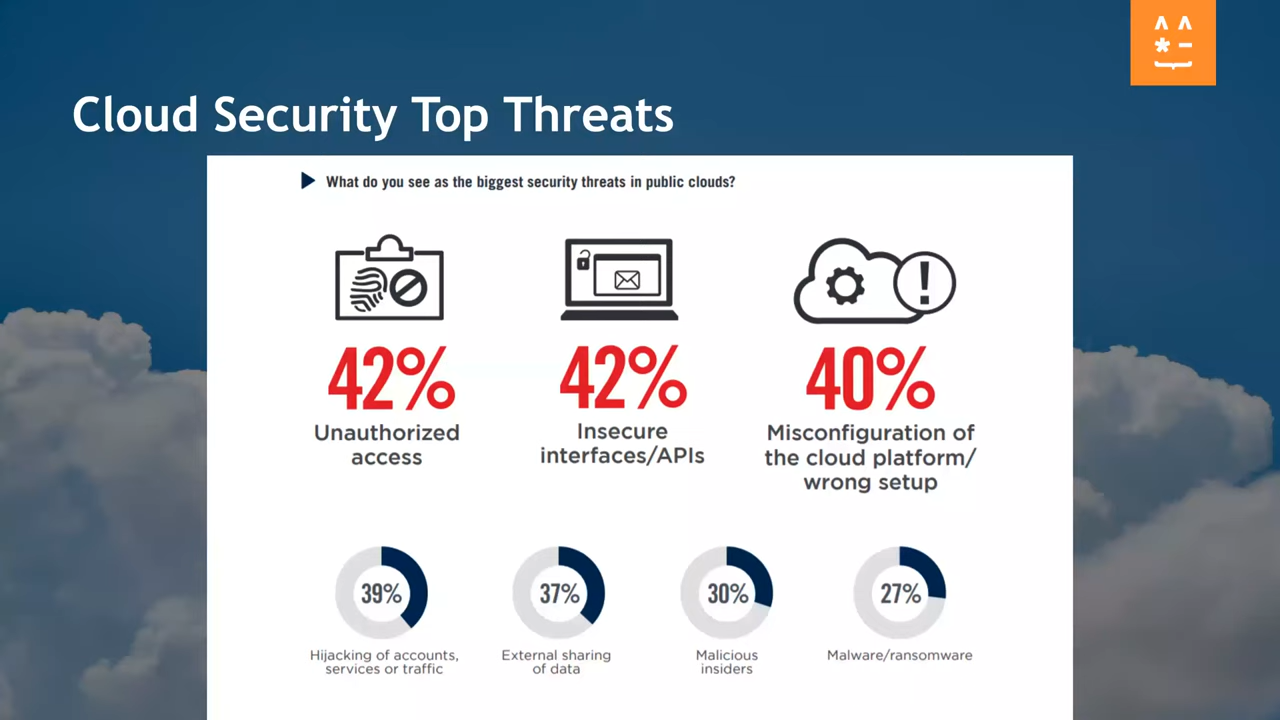 Cloud Security Top Threats
What do you see as the biggest security threats in public clouds?
42%
Unauthorized
access
42%
Insecure
interfaces/APIs
40%
Misconfiguration of
the cloud platform/
wrong setup
39%
Hijacking of accounts,
services or traffic
37%
External sharing
of data
30%
Malicious
insiders
27%
Malware/ransomware